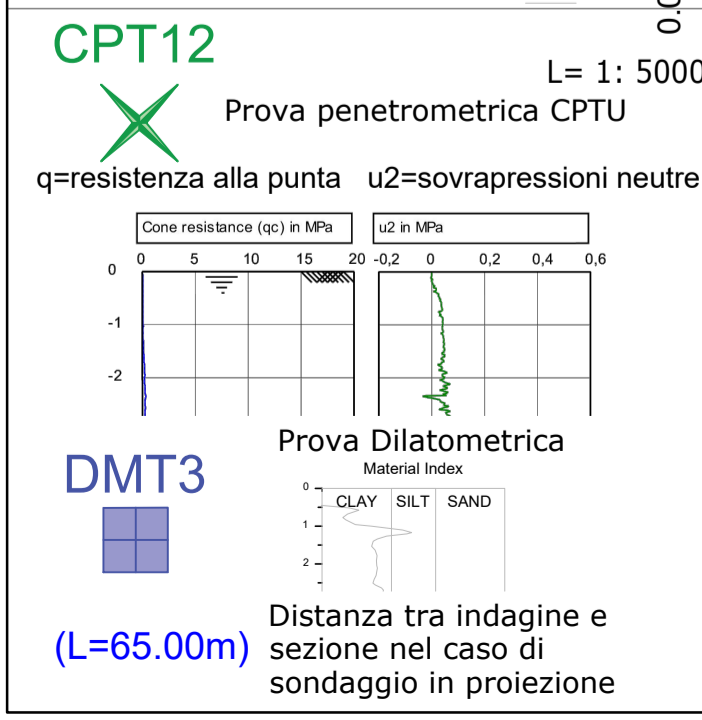 0.0
CPT12
L= 1: 5000
Prova penetrometrica CPTU
q=resistenza alla punta u2=sovrapressioni neutre
Cone resistance (qc) in MPa u2 in MPa
0 5 10 15 20 -0,2 0 0,2 0,4 0,6
0
-1
-2
Prova Dilatometrica
DMT3
Material Index
0
CLAY SILT SAND
1
2
(L=65.00m)
Distanza tra indagine e
sezione nel caso di
sondaggio in proiezione